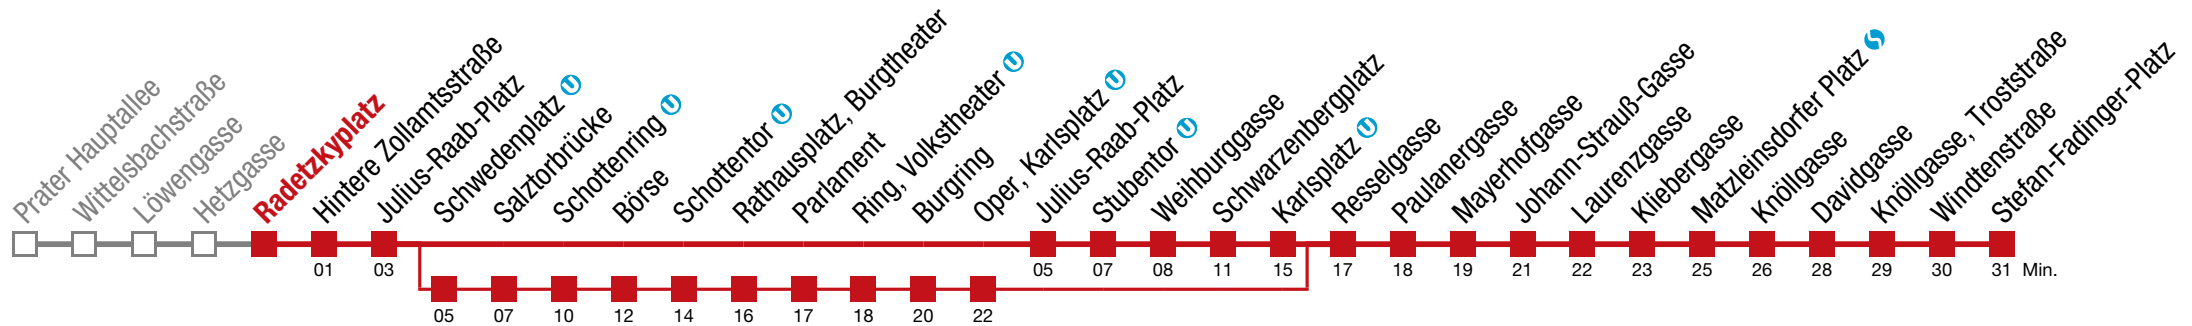 Prater Hauptallee
Wittelsbachstraße
Löwengasse
Hetzgasse
Radetzkyplatz
Hintere Zollamtsstraße
Julius-Raab-Platz
Schwedenplatz U
Salztorbrücke
Schottenring U
Börse
Schottentor U
Rathausplatz, Burgtheater
Parlament
Ring, Volkstheater U
Burgring
Oper, Karlsplatz U
Julius-Raab-Platz
Stubentor U
Weihburggasse
Schwarzenbergplatz
Karlsplatz U
Resselgasse
Paulanergasse
Mayerhofgasse
Johann-Strauß-Gasse
Laurenzgasse
Kliebergasse
Matzleinsdorfer Platz S
Knöllgasse
Davidgasse
Knöllgasse, Troststraße
Windtenstraße
Stefan-Fadinger-Platz
01 03 05 07 08 11 15 17 18 19 21 22 23 25 26 28 29 30 31 Min.
05 07 10 12 14 16 17 18 20 22